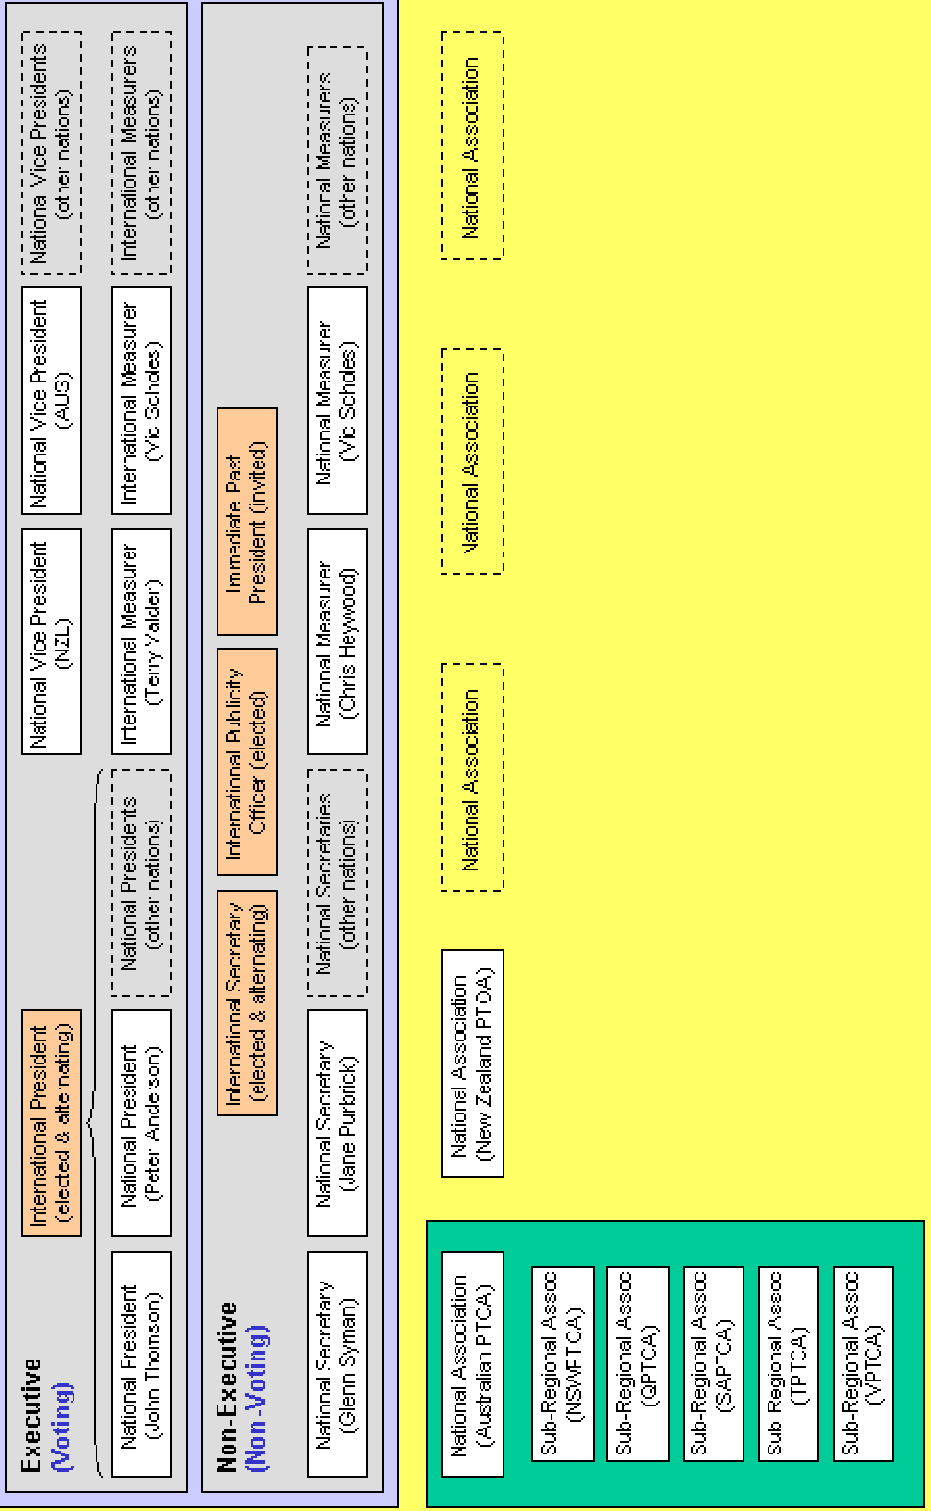 Executive
(Voting)
International President
(elected & alternating)
National Vice President
(NZL)
National Vice President
(AUS)
National Vice Presidents
(other nations)
National President
(John Thomson)
National President
(Peter Anderson)
National Presidents
(other nations)
International Measurer
(Terry Valder)
International Measurer
(Vic Scholes)
International Measurers
(other nations)
Non-Executive
(Non-Voting)
International Secretary
(elected & alternating)
International Publicity
Officer (elected)
Immediate Past
President (invited)
National Secretary
(Glenn Syman)
National Secretary
(Jane Purbrick)
National Secretaries
(other nations)
National Measurer
(Chris Heywood)
National Measurer
(Vic Scholes)
National Measurers
(other nations)
National Association
(Australian PTCA)
National Association
(New Zealand PTDA)
National Association
National Association
National Association
Sub-Regional Assoc
(NSWPTCA)
Sub-Regional Assoc
(QPTCA)
Sub-Regional Assoc
(SAPTCA)
Sub Regional Assoc
(TPTCA)
Sub-Regional Assoc
(VPTCA)